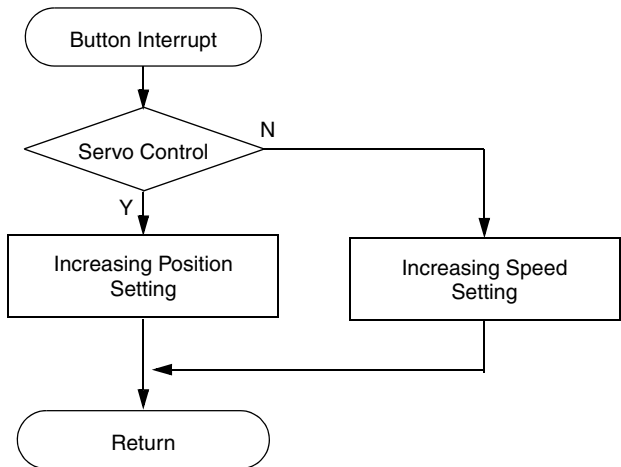 Button Interrupt
Servo Control
N
Y
Increasing Position
Setting
Increasing Speed
Setting
Return